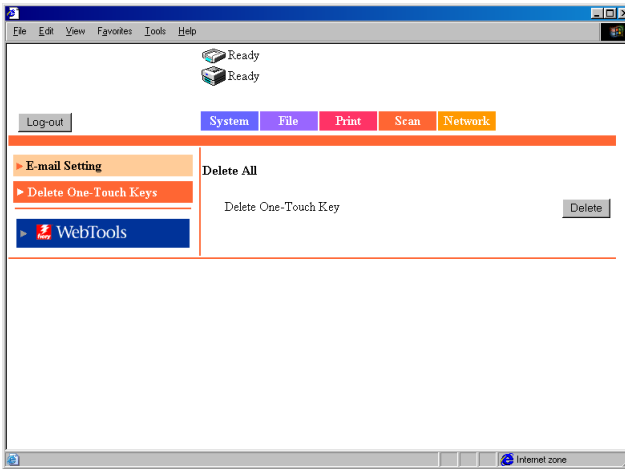 File Edit View Favorites Tools Help
Ready
Ready
Log-out
System File Print Scan Network
E-mail Setting
Delete One-Touch Keys
fiery WebTools
Delete All
Delete One-Touch Key
Delete
Internet zone